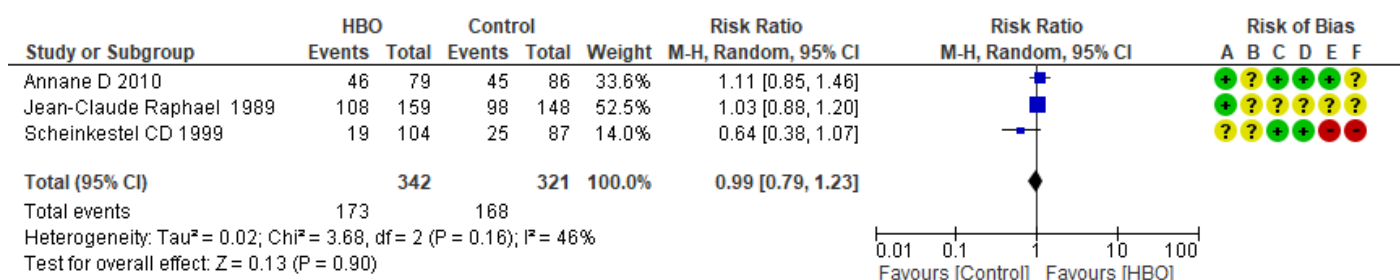 HBO Control Risk Ratio Risk Ratio Risk of Bias
Study or Subgroup Events Total Events Total Weight M-H, Random, 95% CI M-H, Random, 95% CI A B C D E F
Annane D 2010 46 79 45 86 33.6% 1.11 [0.85, 1.46] + ? + + + ?
Jean-Claude Raphael 1989 108 159 98 148 52.5% 1.03 [0.88, 1.20] + ? ? ? ? ?
Scheinkestel CD 1999 19 104 25 87 14.0% 0.64 [0.38, 1.07] ? ? + + - -
Total (95% CI) 342 321 100.0% 0.99 [0.79, 1.23]
Total events 173 168
Heterogeneity: Tau² = 0.02; Chi² = 3.68, df = 2 (P = 0.16); I² = 46%
Test for overall effect: Z = 0.13 (P = 0.90)
0.01 0.1 1 10 100
Favours [Control] Favours [HBO]